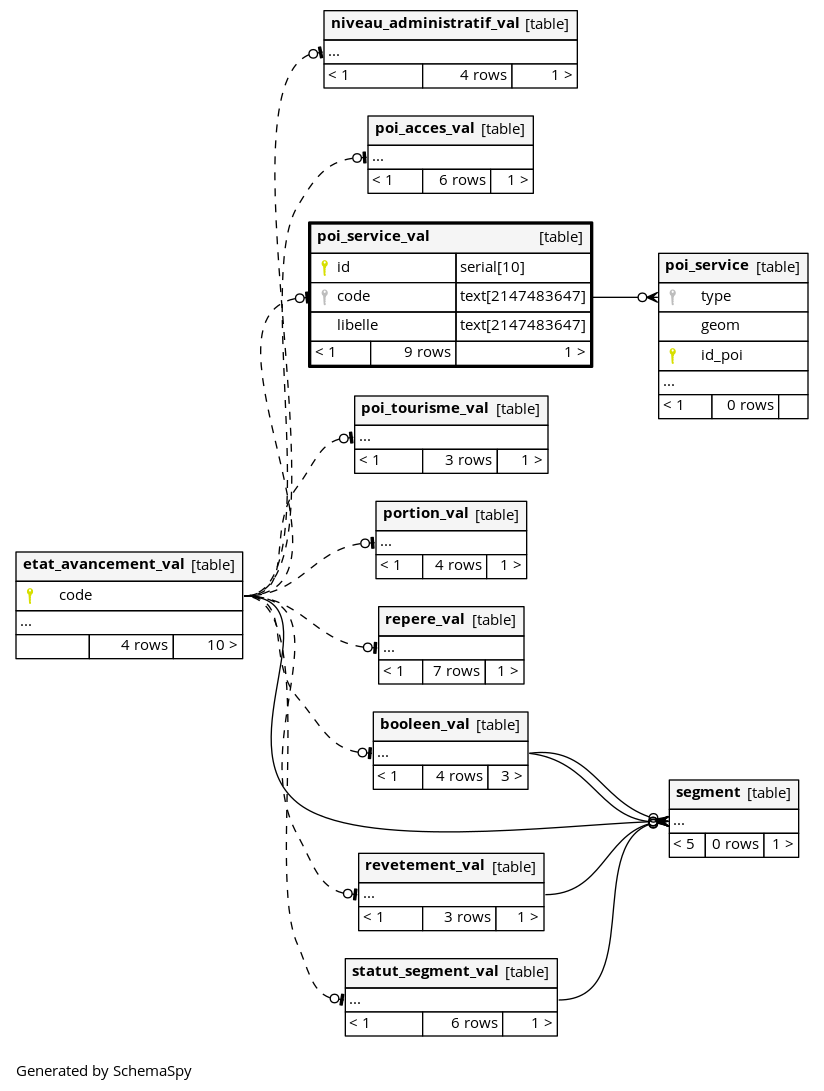 niveau_administratif_val [table]
...
< 1 4 rows 1 >
poi_acces_val [table]
...
< 1 6 rows 1 >
poi_service_val [table]
id serial[10]
code text[2147483647]
libelle text[2147483647]
< 1 9 rows 1 >
poi_service [table]
type
geom
id_poi
...
< 1 0 rows
poi_tourisme_val [table]
...
< 1 3 rows 1 >
portion_val [table]
...
< 1 4 rows 1 >
etat_avancement_val [table]
code
...
4 rows 10 >
repere_val [table]
...
< 1 7 rows 1 >
booleen_val [table]
...
< 1 4 rows 3 >
segment [table]
...
< 5 0 rows 1 >
revetement_val [table]
...
< 1 3 rows 1 >
statut_segment_val [table]
...
< 1 6 rows 1 >
Generated by SchemaSpy